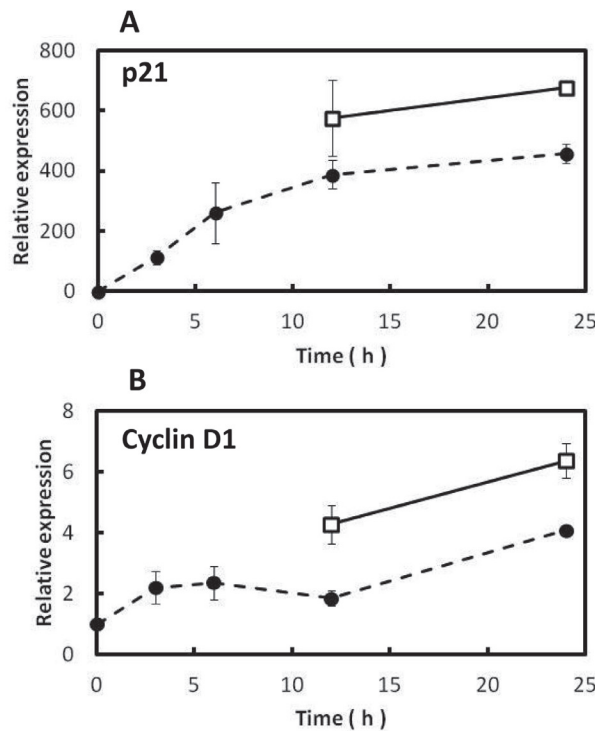 A
p21
Relative expression
800
600
400
200
0
0 5 10 15 20 25
Time ( h )
B
Cyclin D1
Relative expression
8
6
4
2
0
0 5 10 15 20 25
Time ( h )